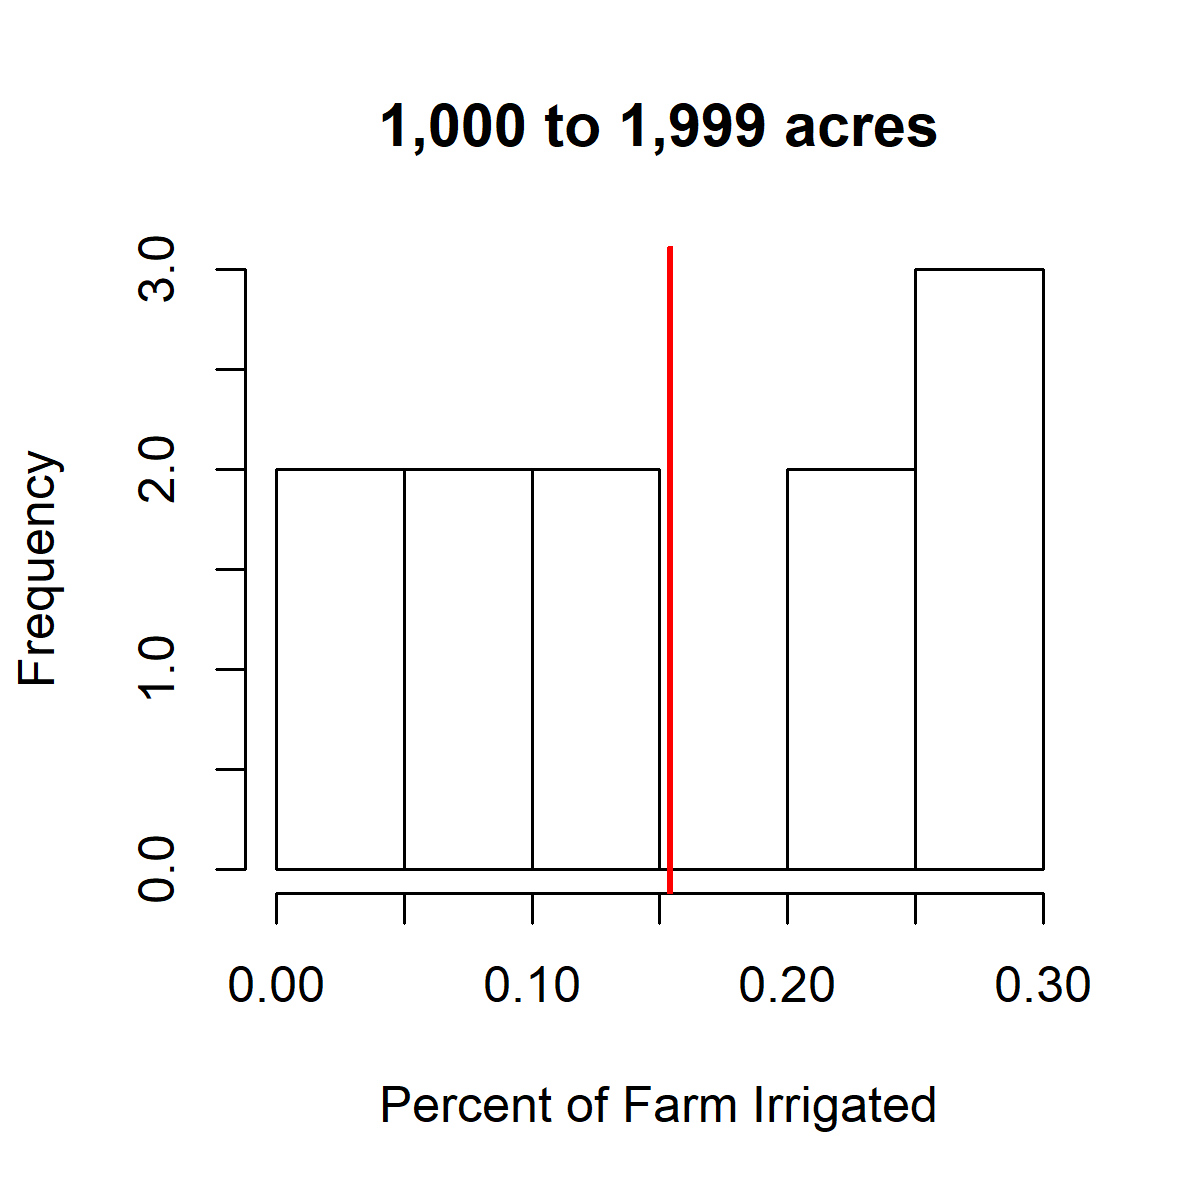 1,000 to 1,999 acres
Frequency
3.0
2.0
1.0
0.0
0.00 0.10 0.20 0.30
Percent of Farm Irrigated